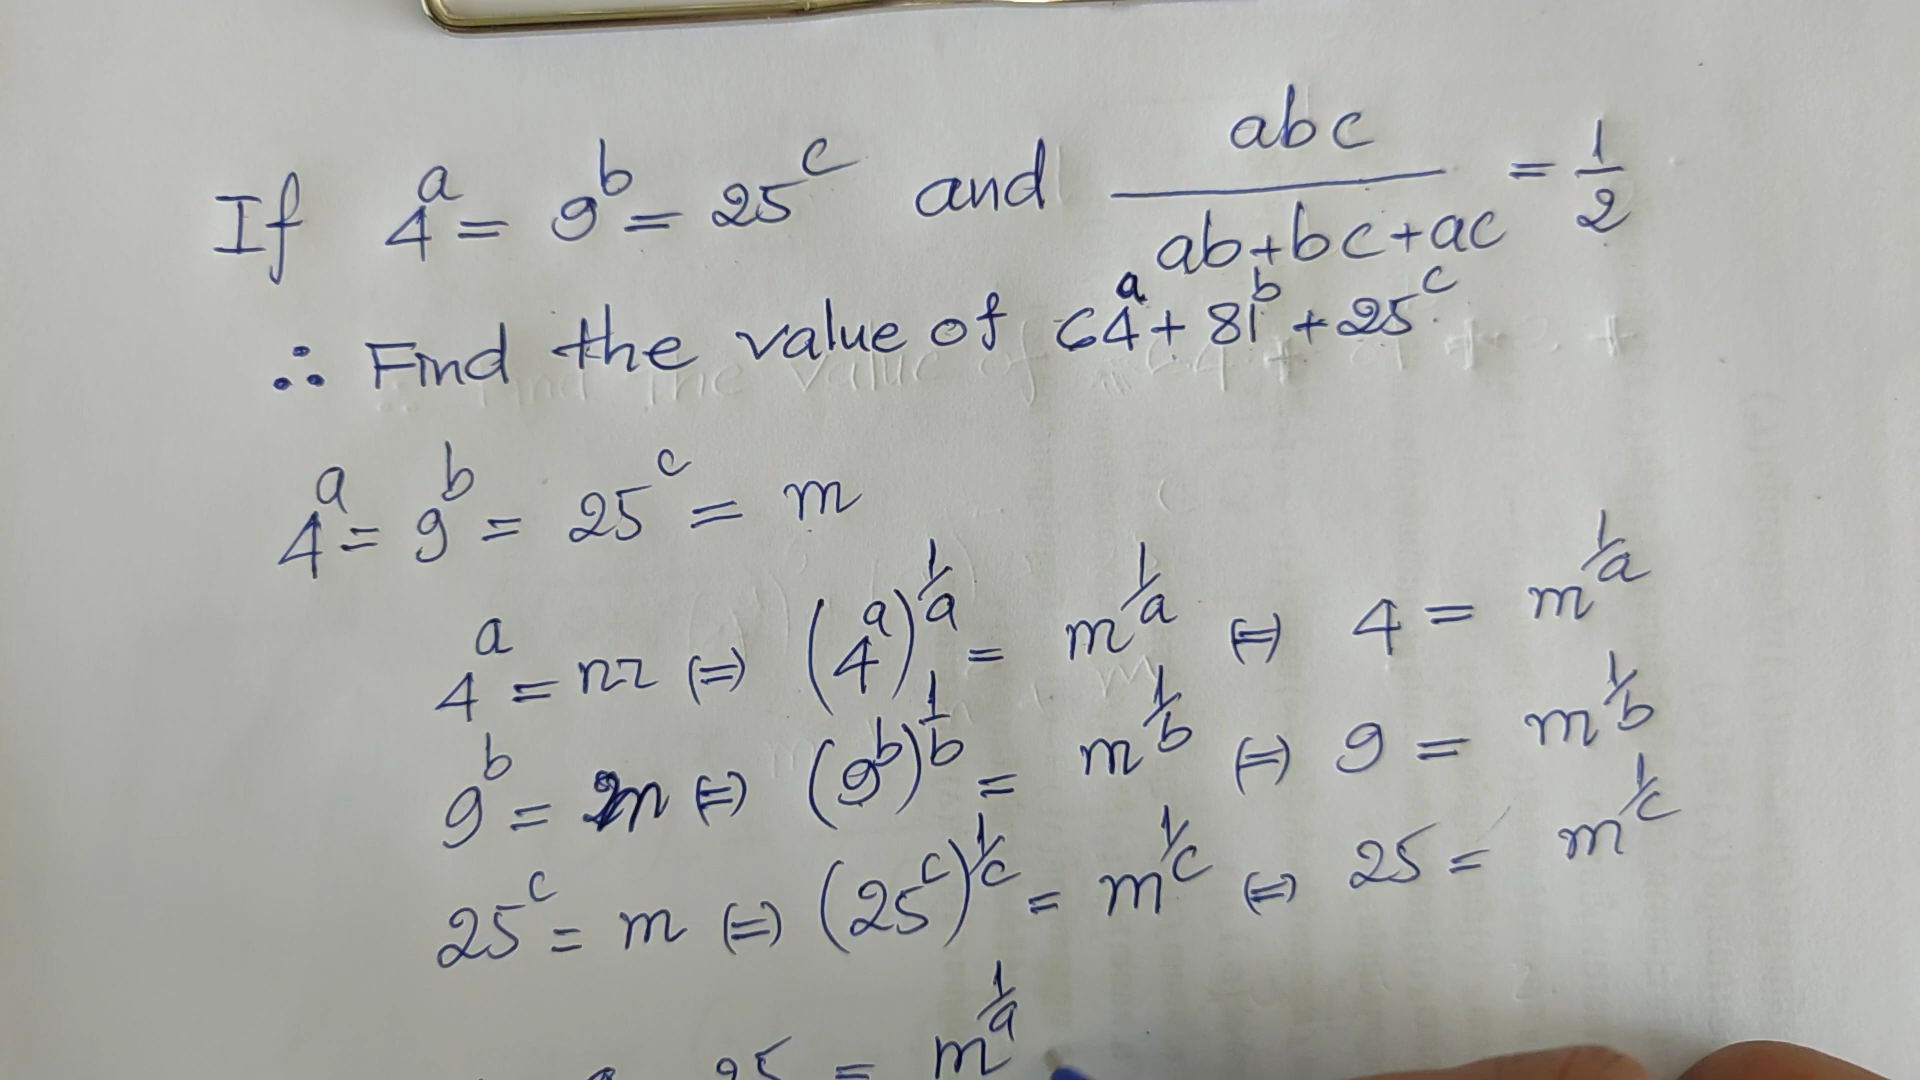 If 4^a = 9^b = 25^c and abc/(ab+bc+ac) = 1/2
∴ Find the value of 64^a + 81^b + 25^c
4^a = 9^b = 25^c = m
4^a = m (=) (4^a)^(1/a) = m^(1/a) (=) 4 = m^(1/a)
9^b = m (=) (9^b)^(1/b) = m^(1/b) (=) 9 = m^(1/b)
25^c = m (=) (25^c)^(1/c) = m^(1/c) (=) 25 = m^(1/c)
25 = m^(1/a)